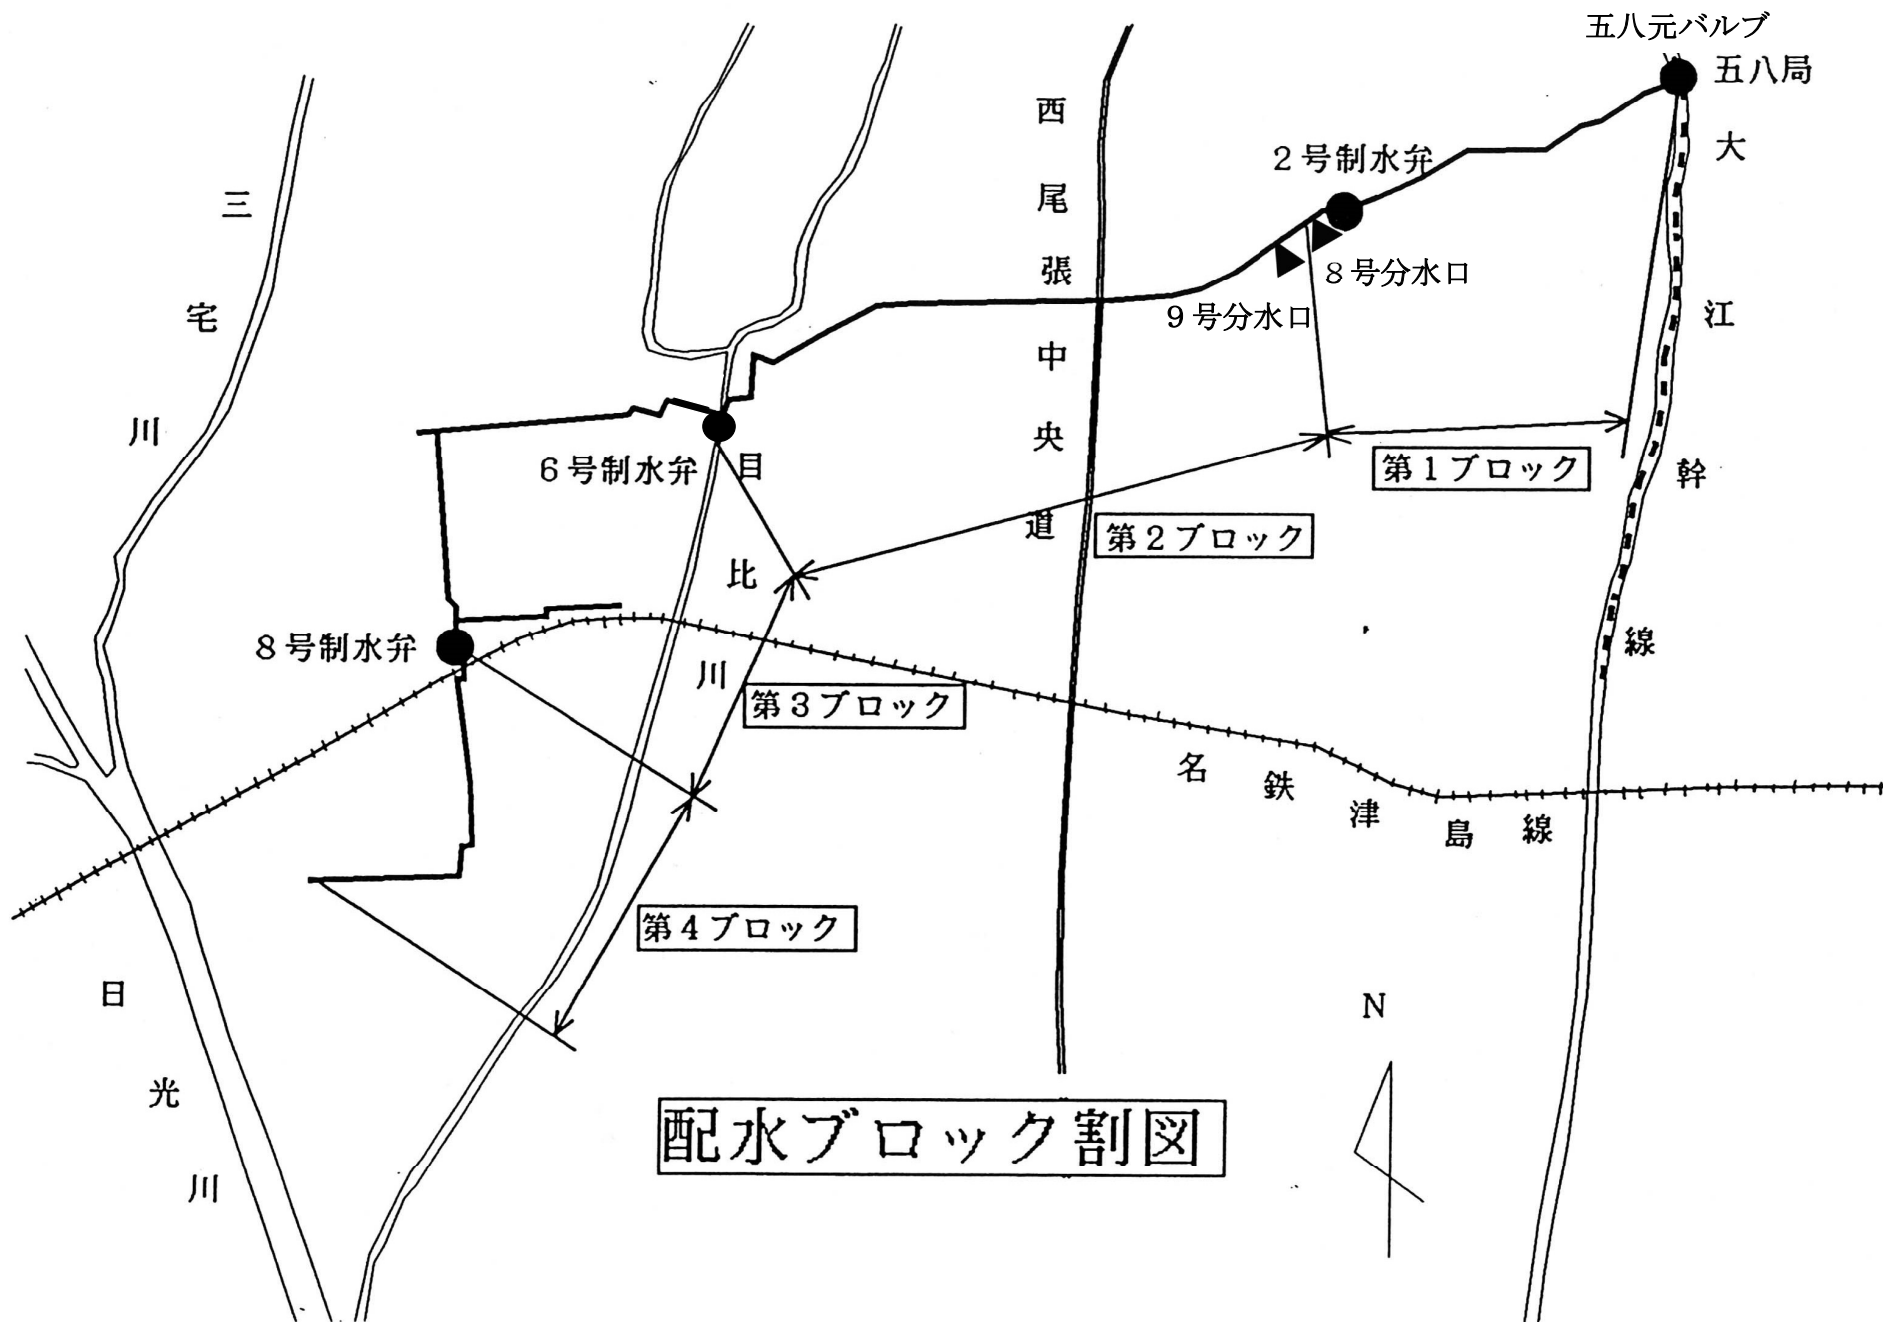 五八元バルブ
五八局
大江幹線
2号制水弁
8号分水口
9号分水口
西尾張中央道
三宅川
6号制水弁
目比川
第1ブロック
第2ブロック
8号制水弁
第3ブロック
名鉄津島線
第4ブロック
日光川
N
配水ブロック割図